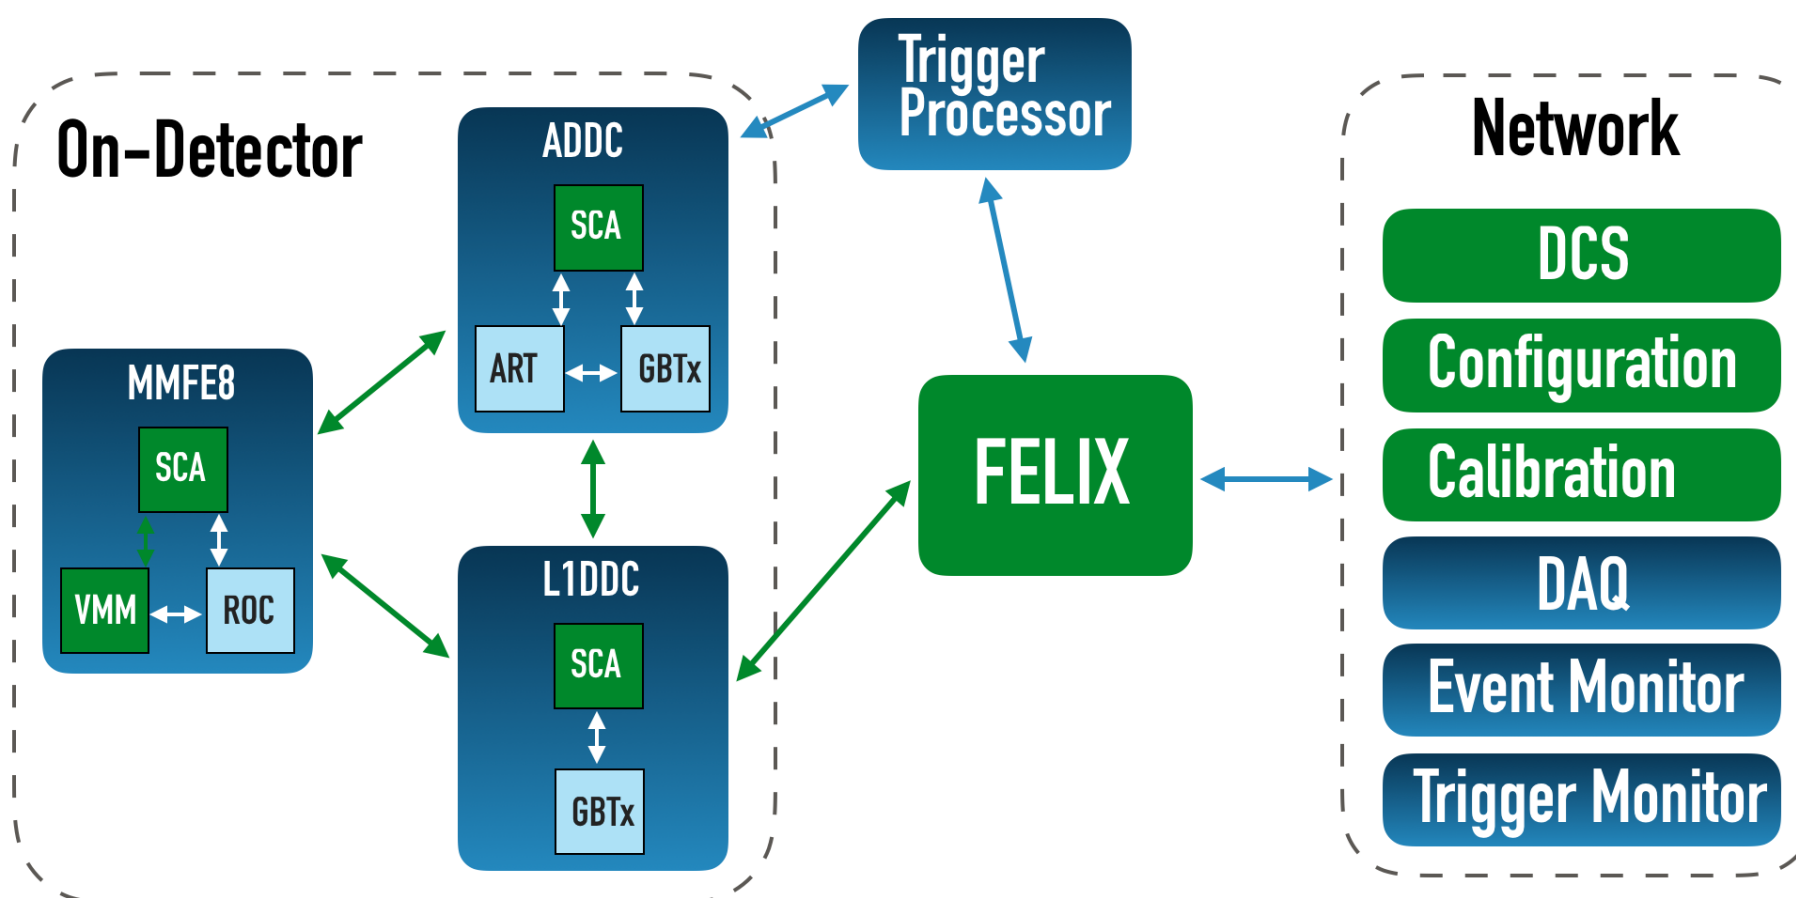 On-Detector
ADDC
SCA
ART
GBTx
MMFE8
SCA
VMM
ROC
L1DDC
SCA
GBTx
Trigger
Processor
FELIX
Network
DCS
Configuration
Calibration
DAQ
Event Monitor
Trigger Monitor